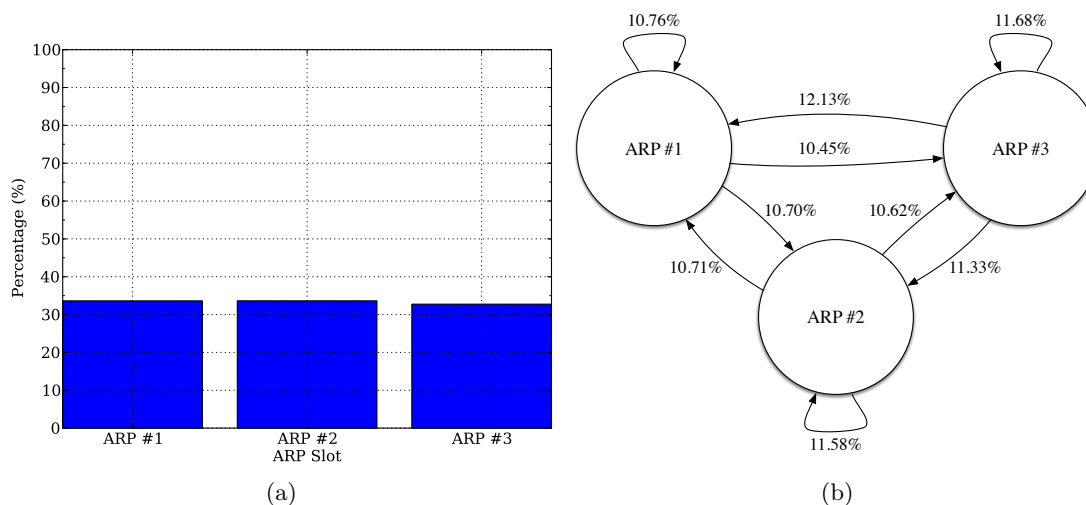 100
90
80
70
60
50
40
30
20
10
0
Percentage (%)
ARP #1
ARP #2
ARP #3
ARP Slot
(a)
10.76%
11.68%
12.13%
ARP #1
ARP #3
10.45%
10.70%
10.62%
10.71%
11.33%
ARP #2
11.58%
(b)